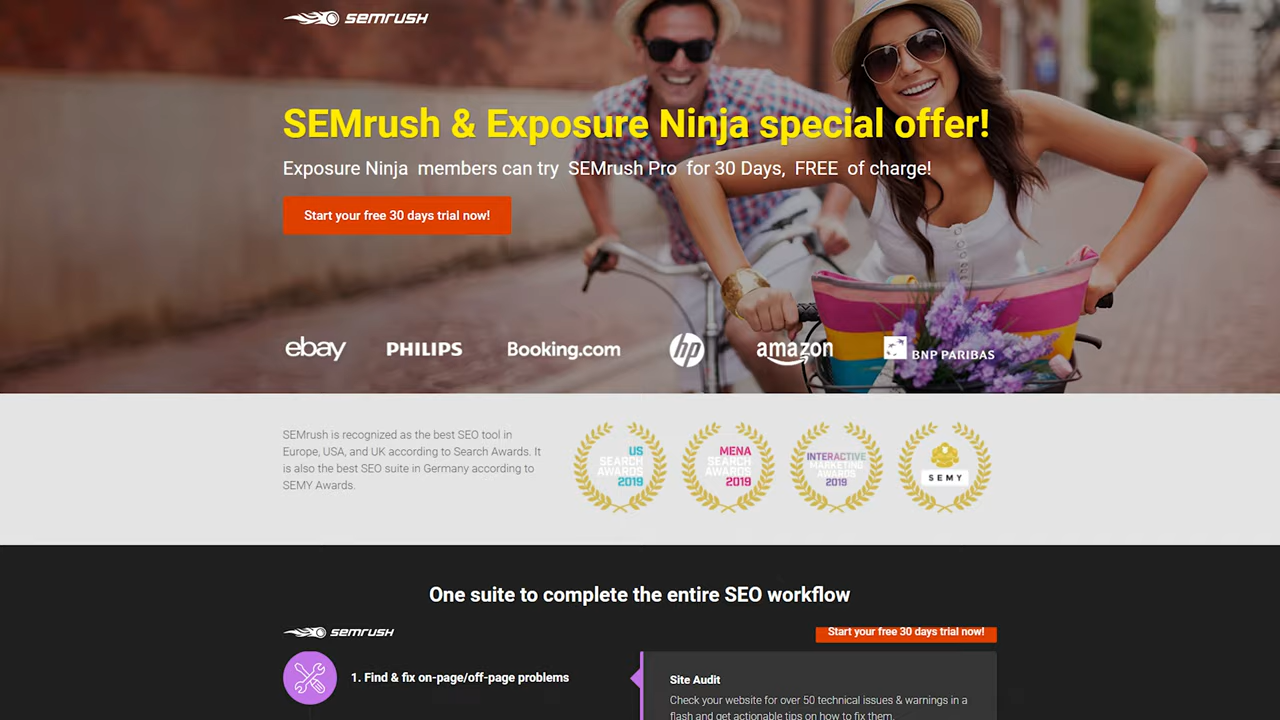 SEMRUSH
SEMrush & Exposure Ninja special offer!
Exposure Ninja members can try SEMrush Pro for 30 Days, FREE of charge!
Start your free 30 days trial now!
ebay PHILIPS Booking.com hp amazon BNP PARIBAS
SEMrush is recognized as the best SEO tool in
Europe, USA, and UK according to Search Awards. It
is also the best SEO suite in Germany according to
SEMY Awards.
US
SEARCH
AWARDS
2019
MENA
SEARCH
AWARDS
2019
INTERACTIVE
MARKETING
AWARDS
2019
SEMY
One suite to complete the entire SEO workflow
SEMRUSH
Start your free 30 days trial now!
1. Find & fix on-page/off-page problems
Site Audit
Check your website for over 50 technical issues & warnings in a
flash and get actionable tips on how to fix them.